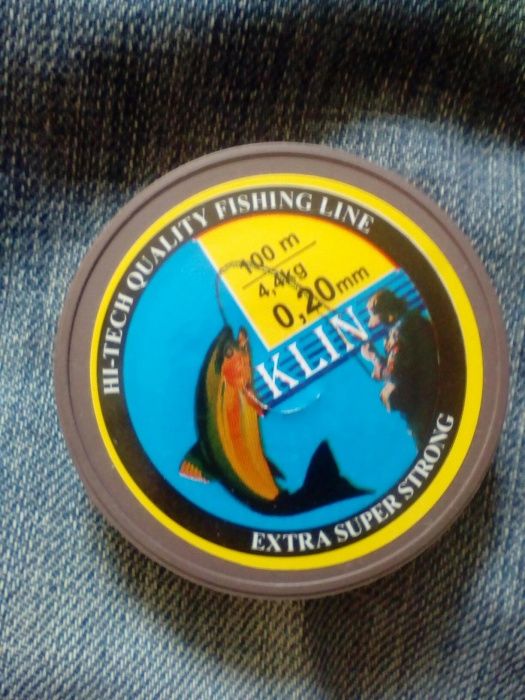 HI-TECH QUALITY FISHING LINE
100 m
4,4kg
0,20mm
KLIN
EXTRA SUPER STRONG